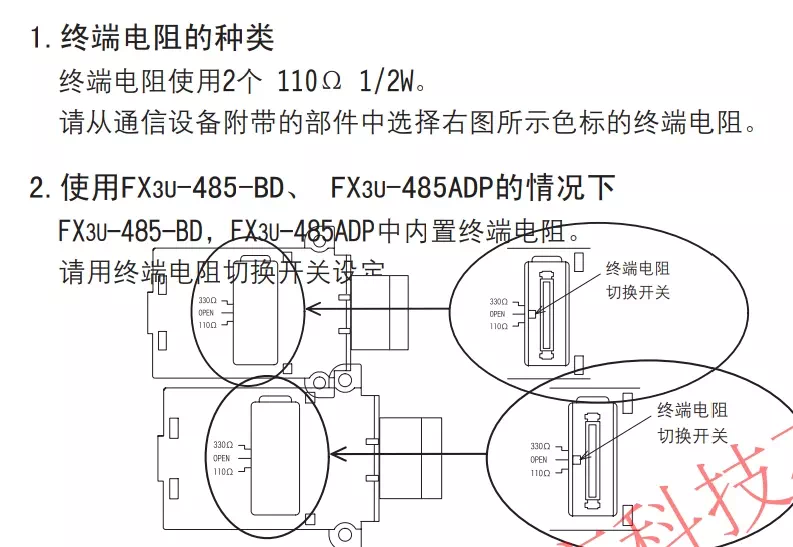 1. 终端电阻的种类
终端电阻使用2个 110Ω 1/2W。
请从通信设备附带的部件中选择右图所示色标的终端电阻。
2. 使用FX3U-485-BD、 FX3U-485ADP的情况下
FX3U-485-BD, FX3U-485ADP中内置终端电阻。
请用终端电阻切换开关设定
330Ω
OPEN
110Ω
330Ω
OPEN
110Ω
终端电阻
切换开关
330Ω
OPEN
110Ω
330Ω
OPEN
110Ω
终端电阻
切换开关
科技